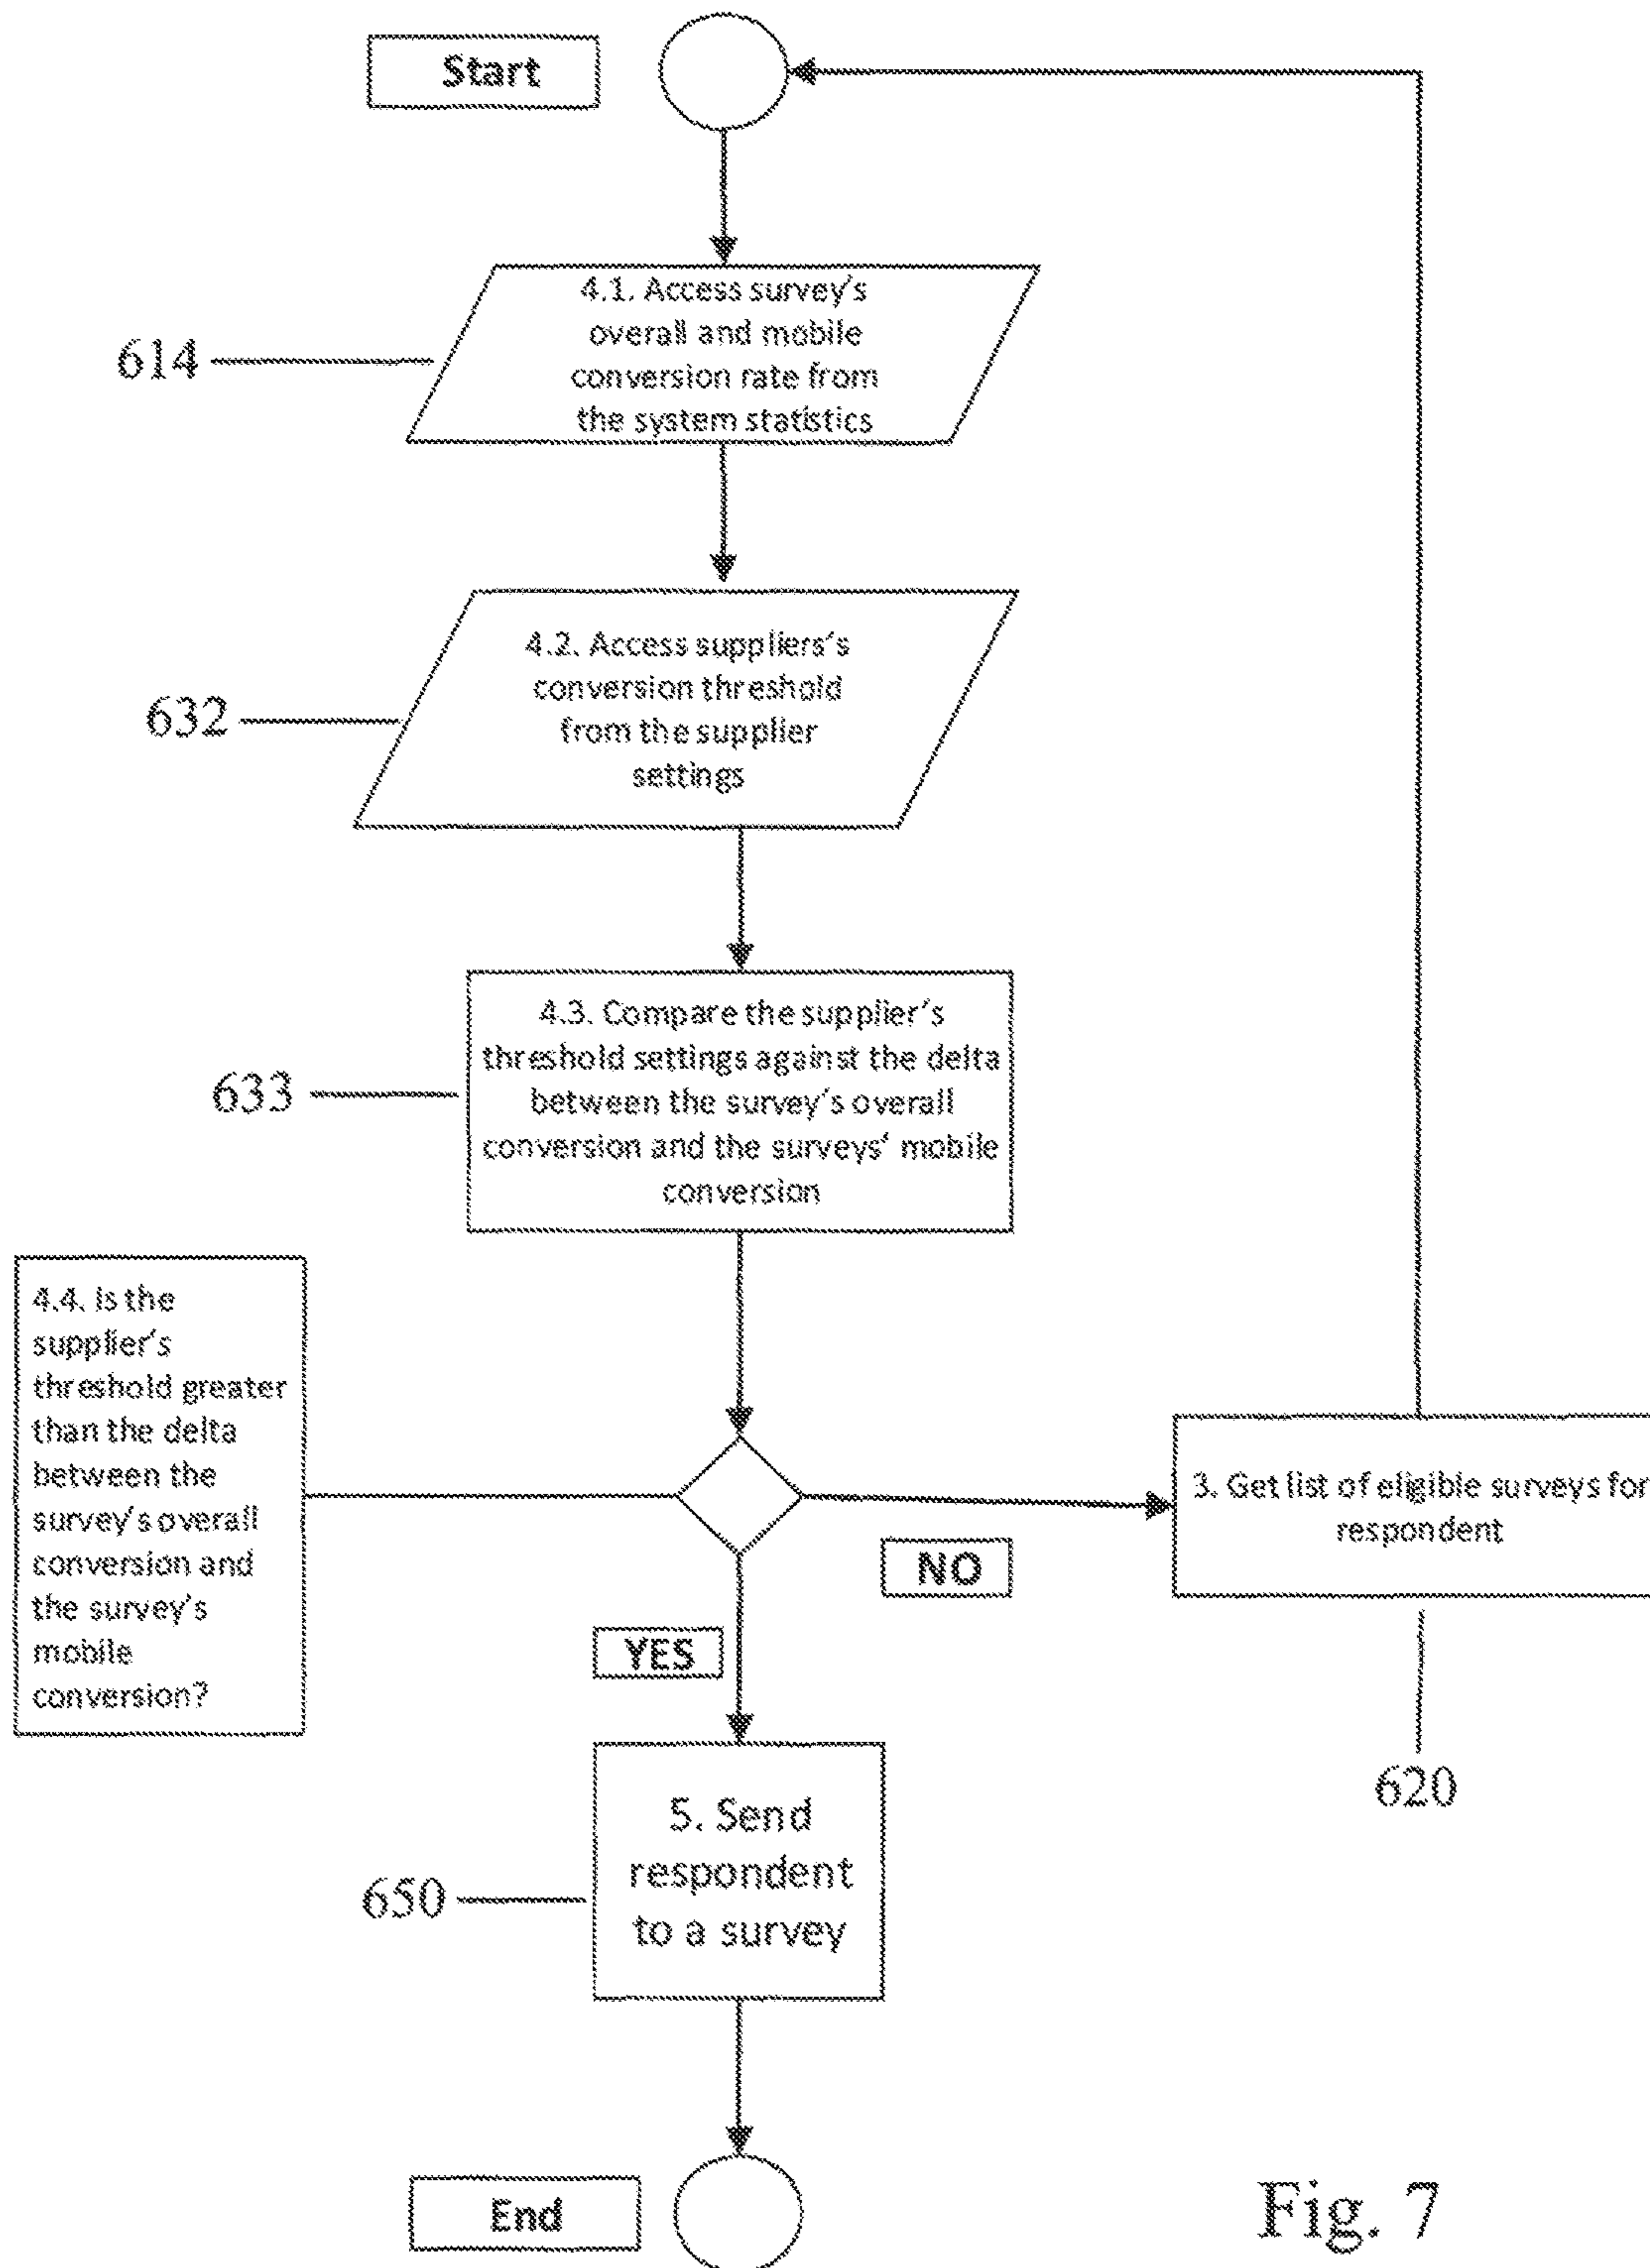 Start
4.1. Access survey's
overall and mobile
conversion rate from
the system statistics
614
4.2. Access suppliers's
conversion threshold
from the supplier
settings
632
4.3. Compare the supplier's
threshold settings against the delta
between the survey's overall
conversion and the surveys' mobile
conversion
633
4.4. Is the
supplier's
threshold greater
than the delta
between the
survey's overall
conversion and
the survey's
mobile
conversion?
3. Get list of eligible surveys for
respondent
NO
YES
620
5. Send
respondent
to a survey
650
End
Fig. 7